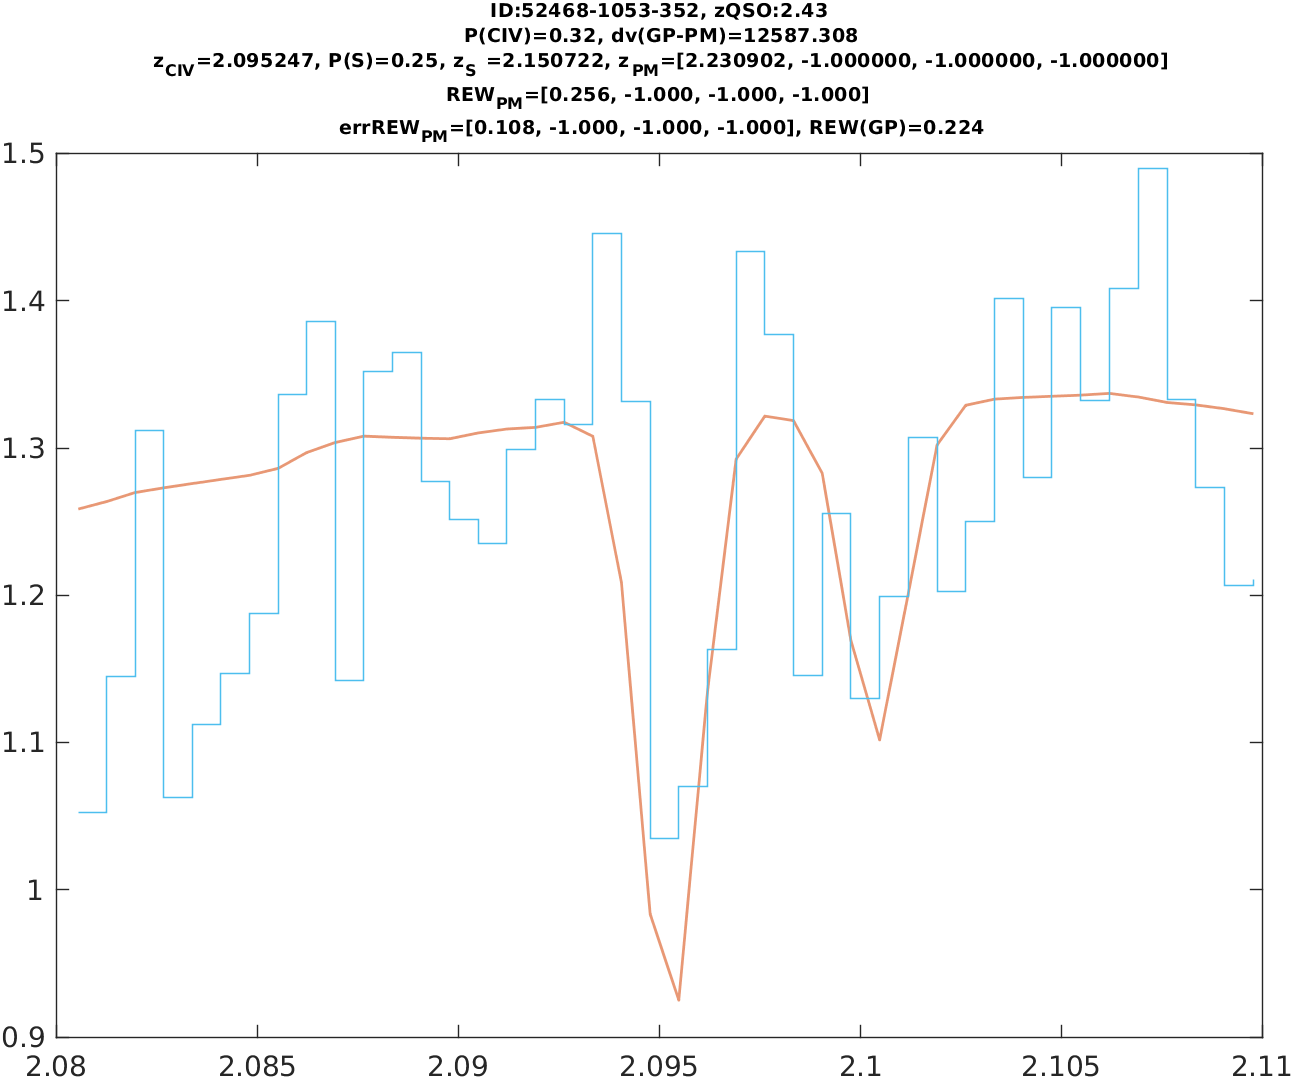 ID:52468-1053-352, zQSO:2.43
P(CIV)=0.32, dv(GP-PM)=12587.308
zCIV=2.095247, P(S)=0.25, zS =2.150722, zPM=[2.230902, -1.000000, -1.000000, -1.000000]
REWPM=[0.256, -1.000, -1.000, -1.000]
errREWPM=[0.108, -1.000, -1.000, -1.000], REW(GP)=0.224
1.5
1.4
1.3
1.2
1.1
1
0.9
2.08 2.085 2.09 2.095 2.1 2.105 2.11